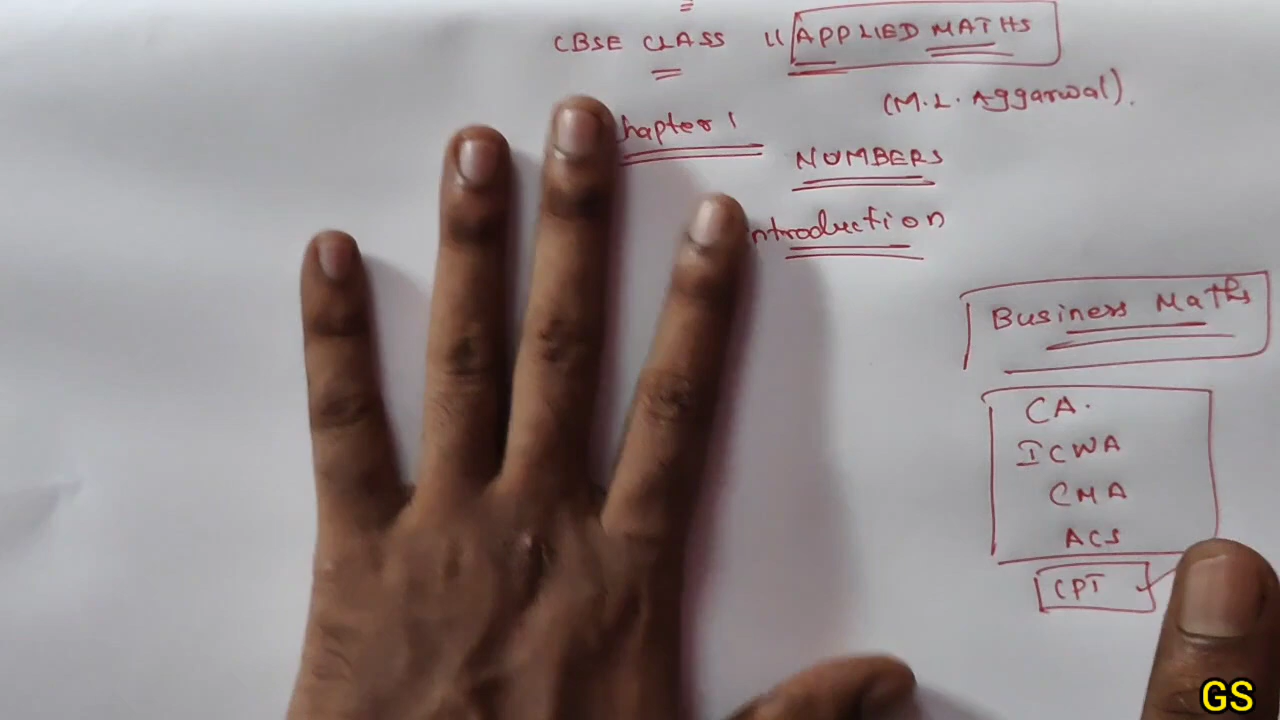 CBSE CLASS 11 APPLIED MATHS
(M.L. Aggarwal).
hapter 1
NUMBERS
ntroduction
Business Maths
CA.
ICWA
CMA
ACS
CPT
GS